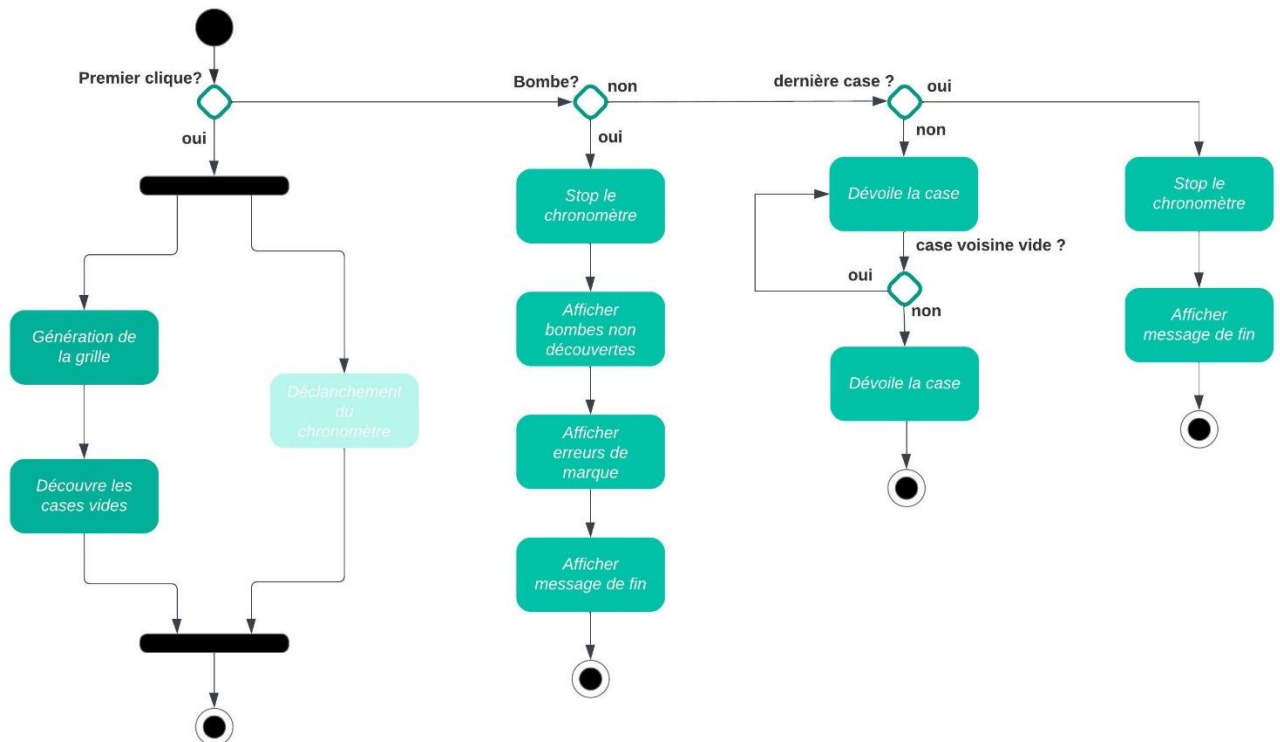 Premier clique?
oui
Génération de
la grille
Découvre les
cases vides
Déclanchement
du
chronomètre
Bombe?
non
oui
Stop le
chronomètre
Afficher
bombes non
découvertes
Afficher
erreurs de
marque
Afficher
message de fin
dernière case ?
oui
non
Dévoile la case
case voisine vide ?
oui
non
Dévoile la case
Stop le
chronomètre
Afficher
message de fin